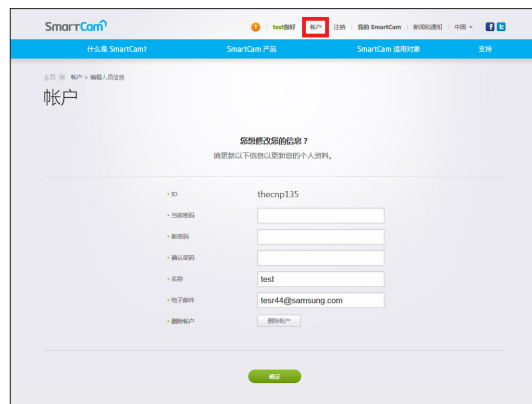 SmartCam
test您好 | 帐户 | 注销 | 我的 SmartCam | 新闻和通知 | 中国
什么是 SmartCam? SmartCam 产品 SmartCam 适用对象 支持
主页 帐户 > 编辑人员信息
帐户
您想修改您的信息？
请更新以下信息以更新您的个人资料。
• ID thecnp135
• 当前密码
• 新密码
• 确认密码
• 名称 test
• 电子邮件 tesr44@samsung.com
• 删除帐户 删除帐户
确定